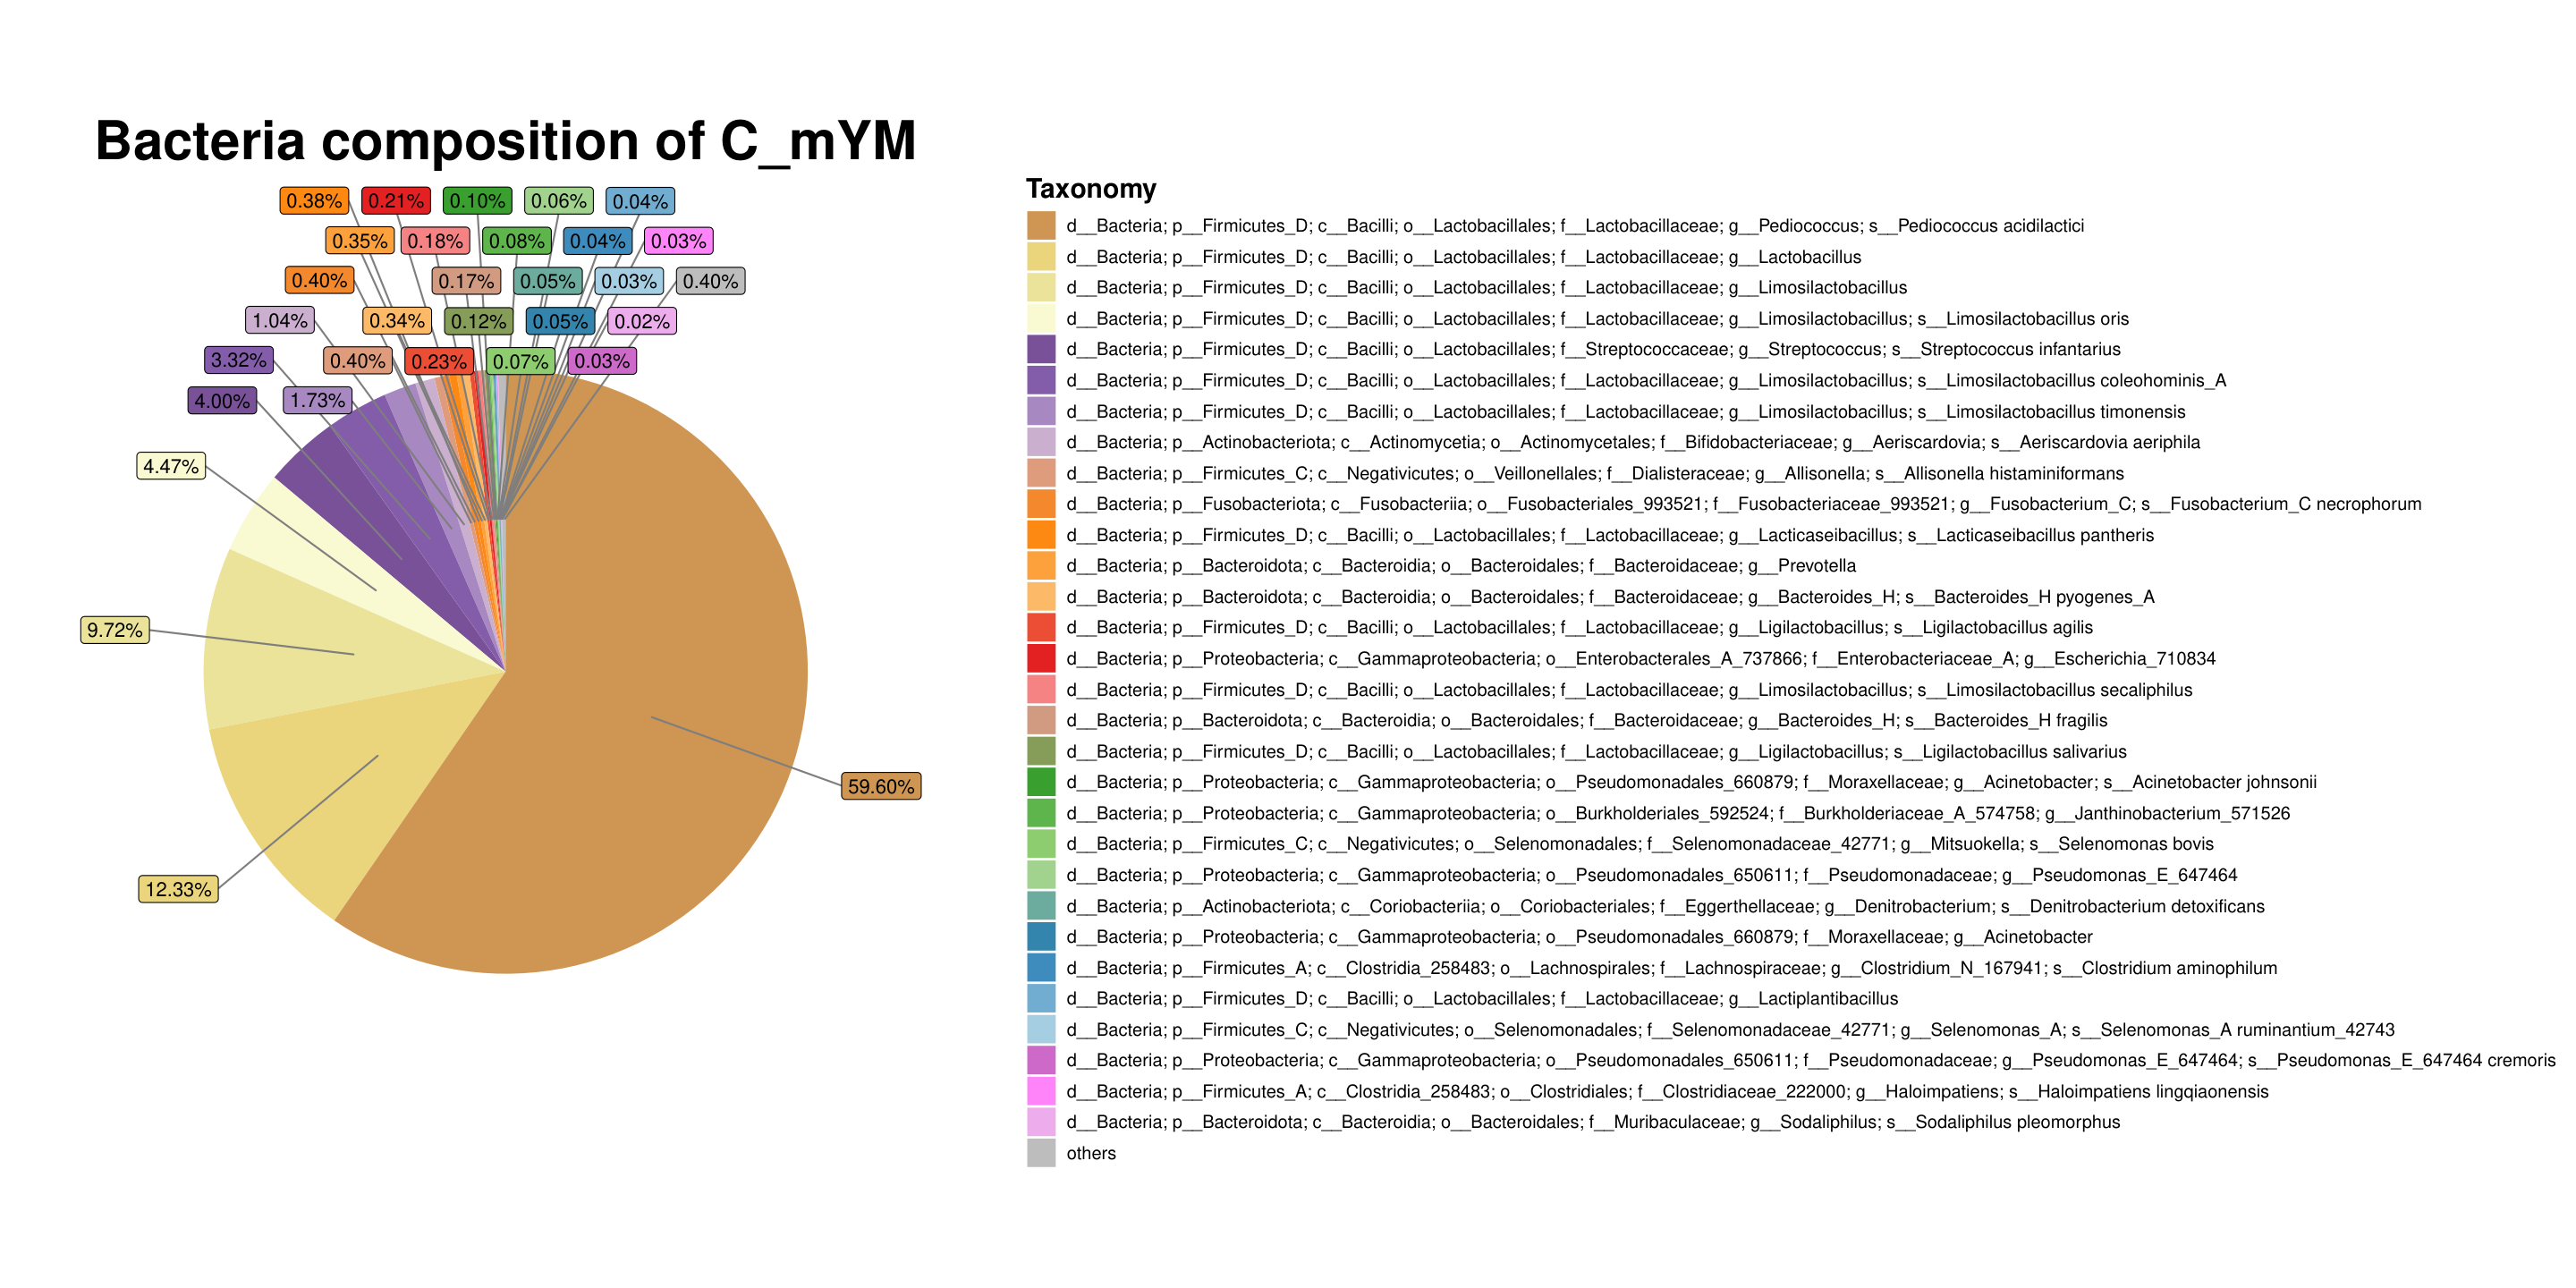 Bacteria composition of C_mYM
0.38% 0.21% 0.10% 0.06% 0.04%
0.35% 0.18% 0.08% 0.04% 0.03%
0.40% 0.17% 0.05% 0.03% 0.40%
1.04% 0.34% 0.12% 0.05% 0.02%
3.32% 0.40% 0.23% 0.07% 0.03%
4.00% 1.73%
4.47%
9.72%
59.60%
12.33%
Taxonomy
d__Bacteria; p__Firmicutes_D; c__Bacilli; o__Lactobacillales; f__Lactobacillaceae; g__Pediococcus; s__Pediococcus acidilactici
d__Bacteria; p__Firmicutes_D; c__Bacilli; o__Lactobacillales; f__Lactobacillaceae; g__Lactobacillus
d__Bacteria; p__Firmicutes_D; c__Bacilli; o__Lactobacillales; f__Lactobacillaceae; g__Limosilactobacillus
d__Bacteria; p__Firmicutes_D; c__Bacilli; o__Lactobacillales; f__Lactobacillaceae; g__Limosilactobacillus; s__Limosilactobacillus oris
d__Bacteria; p__Firmicutes_D; c__Bacilli; o__Lactobacillales; f__Streptococcaceae; g__Streptococcus; s__Streptococcus infantarius
d__Bacteria; p__Firmicutes_D; c__Bacilli; o__Lactobacillales; f__Lactobacillaceae; g__Limosilactobacillus; s__Limosilactobacillus coleohominis_A
d__Bacteria; p__Firmicutes_D; c__Bacilli; o__Lactobacillales; f__Lactobacillaceae; g__Limosilactobacillus; s__Limosilactobacillus timonensis
d__Bacteria; p__Actinobacteriota; c__Actinomycetia; o__Actinomycetales; f__Bifidobacteriaceae; g__Aeriscardovia; s__Aeriscardovia aeriphila
d__Bacteria; p__Firmicutes_C; c__Negativicutes; o__Veillonellales; f__Dialisteraceae; g__Allisonella; s__Allisonella histaminiformans
d__Bacteria; p__Fusobacteriota; c__Fusobacteriia; o__Fusobacteriales_993521; f__Fusobacteriaceae_993521; g__Fusobacterium_C; s__Fusobacterium_C necrophorum
d__Bacteria; p__Firmicutes_D; c__Bacilli; o__Lactobacillales; f__Lactobacillaceae; g__Lacticaseibacillus; s__Lacticaseibacillus pantheris
d__Bacteria; p__Bacteroidota; c__Bacteroidia; o__Bacteroidales; f__Bacteroidaceae; g__Prevotella
d__Bacteria; p__Bacteroidota; c__Bacteroidia; o__Bacteroidales; f__Bacteroidaceae; g__Bacteroides_H; s__Bacteroides_H pyogenes_A
d__Bacteria; p__Firmicutes_D; c__Bacilli; o__Lactobacillales; f__Lactobacillaceae; g__Ligilactobacillus; s__Ligilactobacillus agilis
d__Bacteria; p__Proteobacteria; c__Gammaproteobacteria; o__Enterobacterales_A_737866; f__Enterobacteriaceae_A; g__Escherichia_710834
d__Bacteria; p__Firmicutes_D; c__Bacilli; o__Lactobacillales; f__Lactobacillaceae; g__Limosilactobacillus; s__Limosilactobacillus secaliphilus
d__Bacteria; p__Bacteroidota; c__Bacteroidia; o__Bacteroidales; f__Bacteroidaceae; g__Bacteroides_H; s__Bacteroides_H fragilis
d__Bacteria; p__Firmicutes_D; c__Bacilli; o__Lactobacillales; f__Lactobacillaceae; g__Ligilactobacillus; s__Ligilactobacillus salivarius
d__Bacteria; p__Proteobacteria; c__Gammaproteobacteria; o__Pseudomonadales_660879; f__Moraxellaceae; g__Acinetobacter; s__Acinetobacter johnsonii
d__Bacteria; p__Proteobacteria; c__Gammaproteobacteria; o__Burkholderiales_592524; f__Burkholderiaceae_A_574758; g__Janthinobacterium_571526
d__Bacteria; p__Firmicutes_C; c__Negativicutes; o__Selenomonadales; f__Selenomonadaceae_42771; g__Mitsuokella; s__Selenomonas bovis
d__Bacteria; p__Proteobacteria; c__Gammaproteobacteria; o__Pseudomonadales_650611; f__Pseudomonadaceae; g__Pseudomonas_E_647464
d__Bacteria; p__Actinobacteriota; c__Coriobacteriia; o__Coriobacteriales; f__Eggerthellaceae; g__Denitrobacterium; s__Denitrobacterium detoxificans
d__Bacteria; p__Proteobacteria; c__Gammaproteobacteria; o__Pseudomonadales_660879; f__Moraxellaceae; g__Acinetobacter
d__Bacteria; p__Firmicutes_A; c__Clostridia_258483; o__Lachnospirales; f__Lachnospiraceae; g__Clostridium_N_167941; s__Clostridium aminophilum
d__Bacteria; p__Firmicutes_D; c__Bacilli; o__Lactobacillales; f__Lactobacillaceae; g__Lactiplantibacillus
d__Bacteria; p__Firmicutes_C; c__Negativicutes; o__Selenomonadales; f__Selenomonadaceae_42771; g__Selenomonas_A; s__Selenomonas_A ruminantium_42743
d__Bacteria; p__Proteobacteria; c__Gammaproteobacteria; o__Pseudomonadales_650611; f__Pseudomonadaceae; g__Pseudomonas_E_647464; s__Pseudomonas_E_647464 cremoris
d__Bacteria; p__Firmicutes_A; c__Clostridia_258483; o__Clostridiales; f__Clostridiaceae_222000; g__Haloimpatiens; s__Haloimpatiens lingqiaonensis
d__Bacteria; p__Bacteroidota; c__Bacteroidia; o__Bacteroidales; f__Muribaculaceae; g__Sodaliphilus; s__Sodaliphilus pleomorphus
others